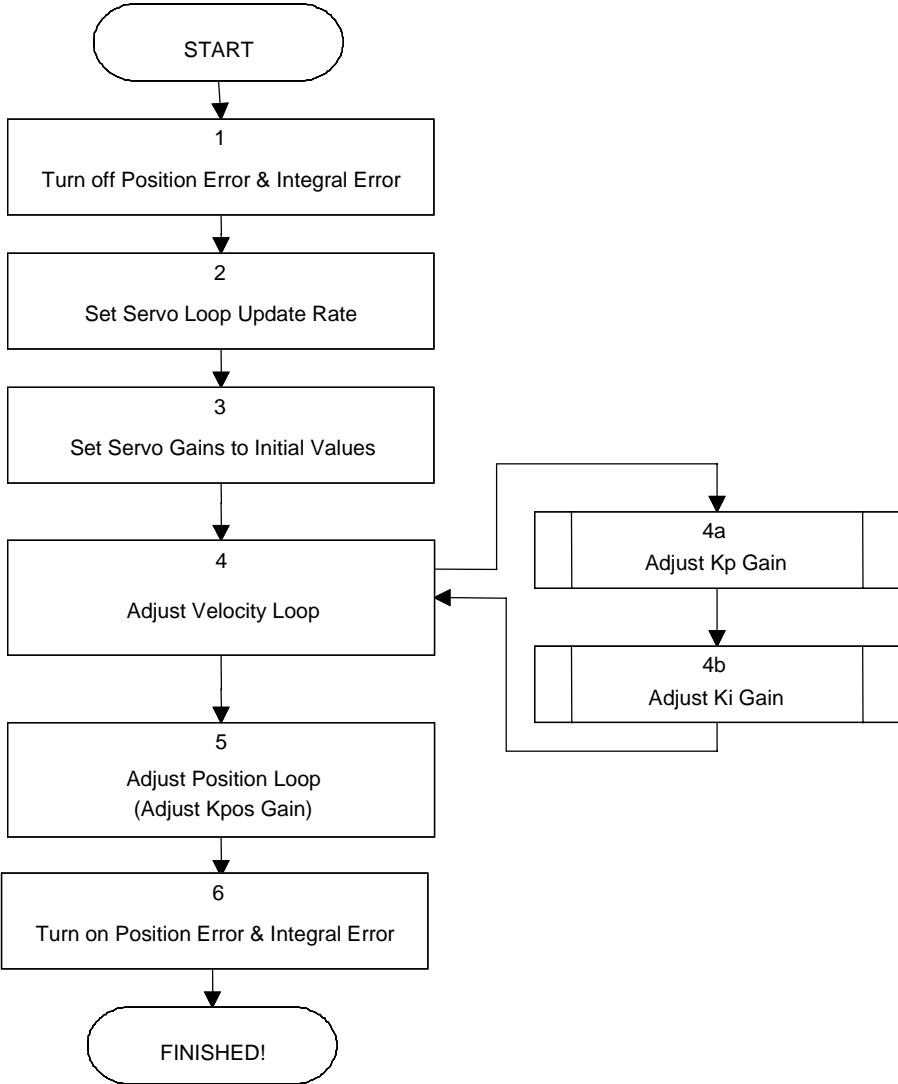 START
1
Turn off Position Error & Integral Error
2
Set Servo Loop Update Rate
3
Set Servo Gains to Initial Values
4
Adjust Velocity Loop
4a
Adjust Kp Gain
4b
Adjust Ki Gain
5
Adjust Position Loop
(Adjust Kpos Gain)
6
Turn on Position Error & Integral Error
FINISHED!